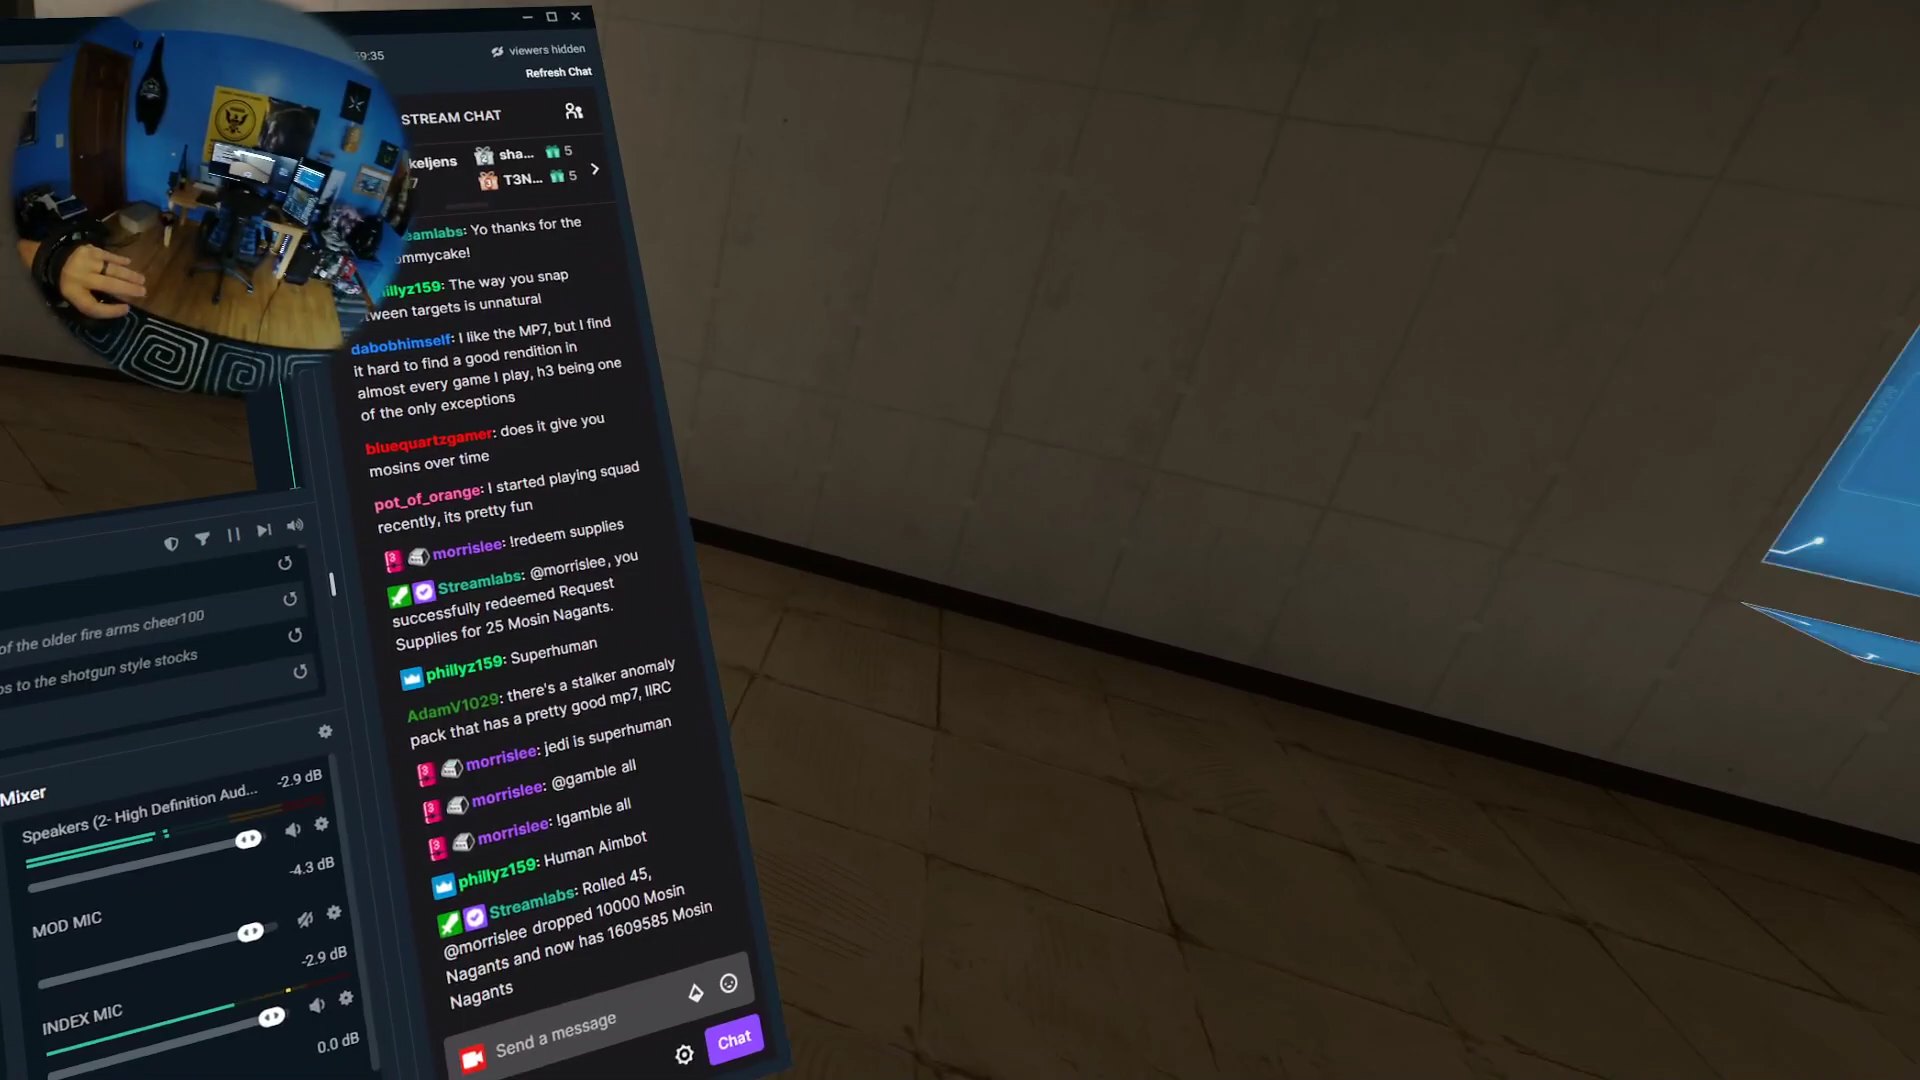 9:35
viewers hidden
Refresh Chat
STREAM CHAT
keljens
7
2 sha... 5
3 T3N... 5
eamlabs: Yo thanks for the
ommycake!
illyz159: The way you snap
tween targets is unnatural
dabobhimself: I like the MP7, but I find
it hard to find a good rendition in
almost every game I play, h3 being one
of the only exceptions
bluequartzgamer: does it give you
mosins over time
pot_of_orange: I started playing squad
recently, its pretty fun
3 morrislee: !redeem supplies
Streamlabs: @morrislee, you
successfully redeemed Request
Supplies for 25 Mosin Nagants.
phillyz159: Superhuman
AdamV1029: there's a stalker anomaly
pack that has a pretty good mp7, IIRC
3 morrislee: jedi is superhuman
3 morrislee: @gamble all
3 morrislee: !gamble all
phillyz159: Human Aimbot
Streamlabs: Rolled 45,
@morrislee dropped 10000 Mosin
Nagants and now has 1609585 Mosin
Nagants
Send a message
Chat
of the older fire arms cheer100
os to the shotgun style stocks
Mixer
Speakers (2- High Definition Aud...
-2.9 dB
MOD MIC
-4.3 dB
INDEX MIC
-2.9 dB
0.0 dB